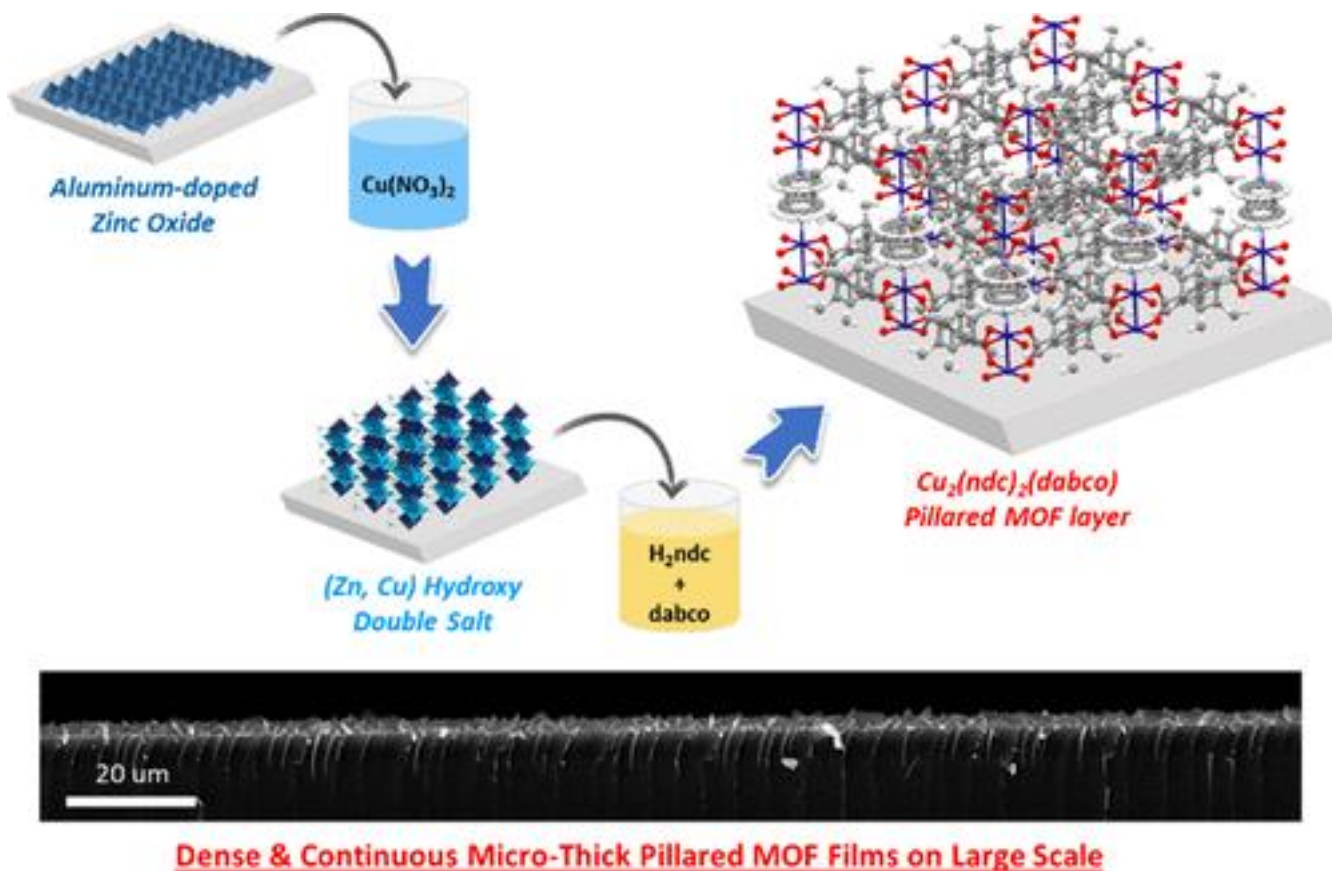 Aluminum-doped
Zinc Oxide
Cu(NO₃)₂
(Zn, Cu) Hydroxy
Double Salt
H₂ndc
+
dabco
Cu₂(ndc)₂(dabco)
Pillared MOF layer
20 um
Dense & Continuous Micro-Thick Pillared MOF Films on Large Scale